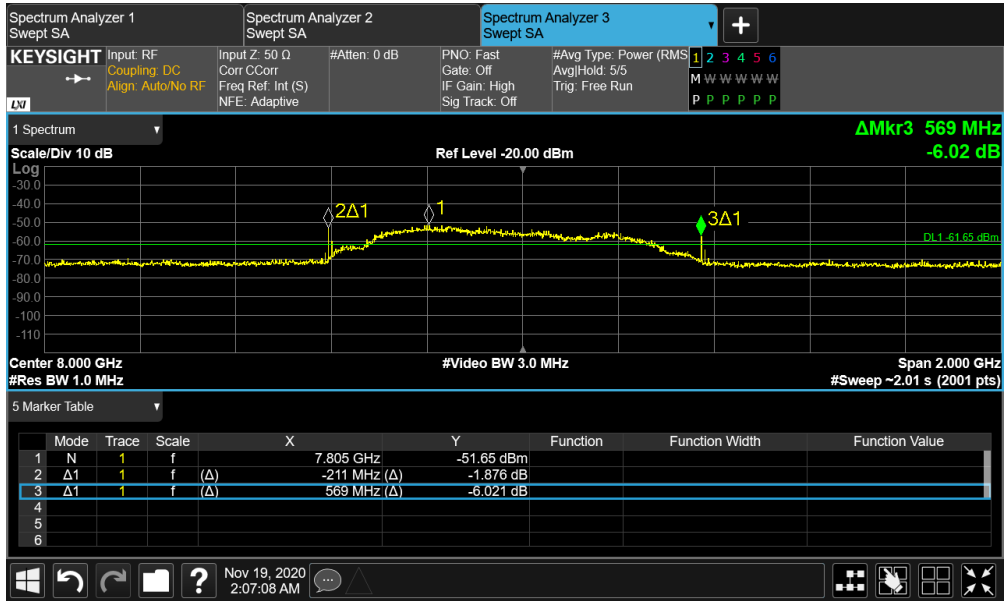 Spectrum Analyzer 1
Swept SA
Spectrum Analyzer 2
Swept SA
Spectrum Analyzer 3
Swept SA
▼
+
KEYSIGHT
LXI
Input: RF
Coupling: DC
Align: Auto/No RF
Input Z: 50 Ω
Corr CCorr
Freq Ref: Int (S)
NFE: Adaptive
#Atten: 0 dB
PNO: Fast
Gate: Off
IF Gain: High
Sig Track: Off
#Avg Type: Power (RMS
Avg|Hold: 5/5
Trig: Free Run
1 2 3 4 5 6
M W W W W W
P P P P P P
1 Spectrum ▼
ΔMkr3 569 MHz
-6.02 dB
Scale/Div 10 dB
Ref Level -20.00 dBm
Log
-30.0
-40.0
-50.0
-60.0
-70.0
-80.0
-90.0
-100
-110
2Δ1
1
3Δ1
DL1 -61.65 dBm
Center 8.000 GHz
#Video BW 3.0 MHz
Span 2.000 GHz
#Res BW 1.0 MHz
#Sweep ~2.01 s (2001 pts)
5 Marker Table ▼
Mode Trace Scale X Y Function Function Width Function Value
1 N 1 f 7.805 GHz -51.65 dBm
2 Δ1 1 f (Δ) -211 MHz (Δ) -1.876 dB
3 Δ1 1 f (Δ) 569 MHz (Δ) -6.021 dB
4
5
6
?
Nov 19, 2020
2:07:08 AM